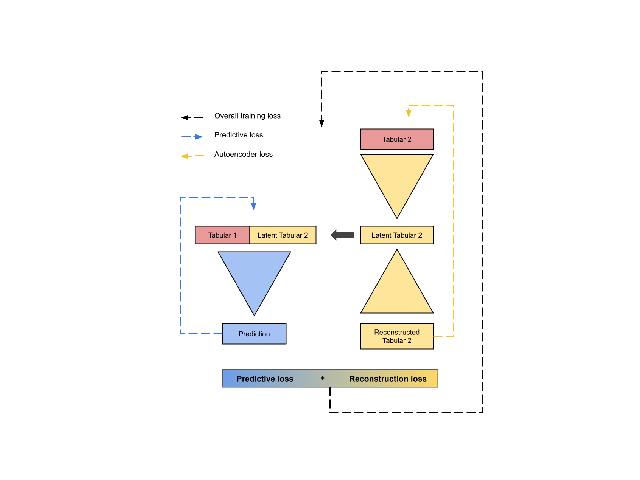 Overall training loss
Predictive loss
Autoencoder loss
Tabular 2
Tabular 1
Latent Tabular 2
Latent Tabular 2
Prediction
Reconstructed
Tabular 2
Predictive loss + Reconstruction loss